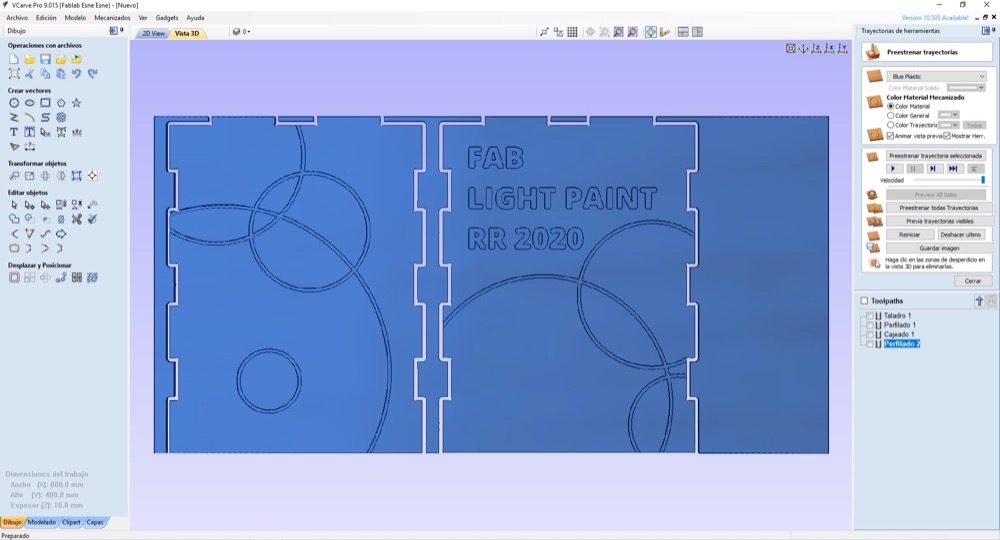 VCarve Pro 9.015 (Fablab Esne Esne) - [Nuevo]
Archivo Edición Modelo Mecanizados Ver Gadgets Ayuda
Version 10.505 Available!
Dibujo
2D View Vista 3D
0
Trayectorias de herramientas
Operaciones con archivos
Crear vectores
Transformar objetos
Editar objetos
Desplazar y Posicionar
Dimensiones del trabajo
Ancho [X]: 800.0 mm
Alto [Y]: 400.0 mm
Espesor [Z]: 10.0 mm
Dibujo Modelado Clipart Capas
Preparado
FAB
LIGHT PAINT
RR 2020
Preestrenar trayectorias
Blue Plastic
Color Material Solido
Color Material Mecanizado
Color Material
Color General
Color Trayectoria Todas
Animar vista previa Mostrar Herr.
Preestrenar trayectoria seleccionada
Velocidad
Preview All Sides
Preestrenar todas Trayectorias
Previa trayectorias visibles
Reiniciar Deshacer ultimo
Guardar imagen
Haga clic en las zonas de desperdicio en
la vista 3D para eliminarlas.
Cerrar
Toolpaths
Taladro 1
Perfilado 1
Cajeado 1
Perfilado 2